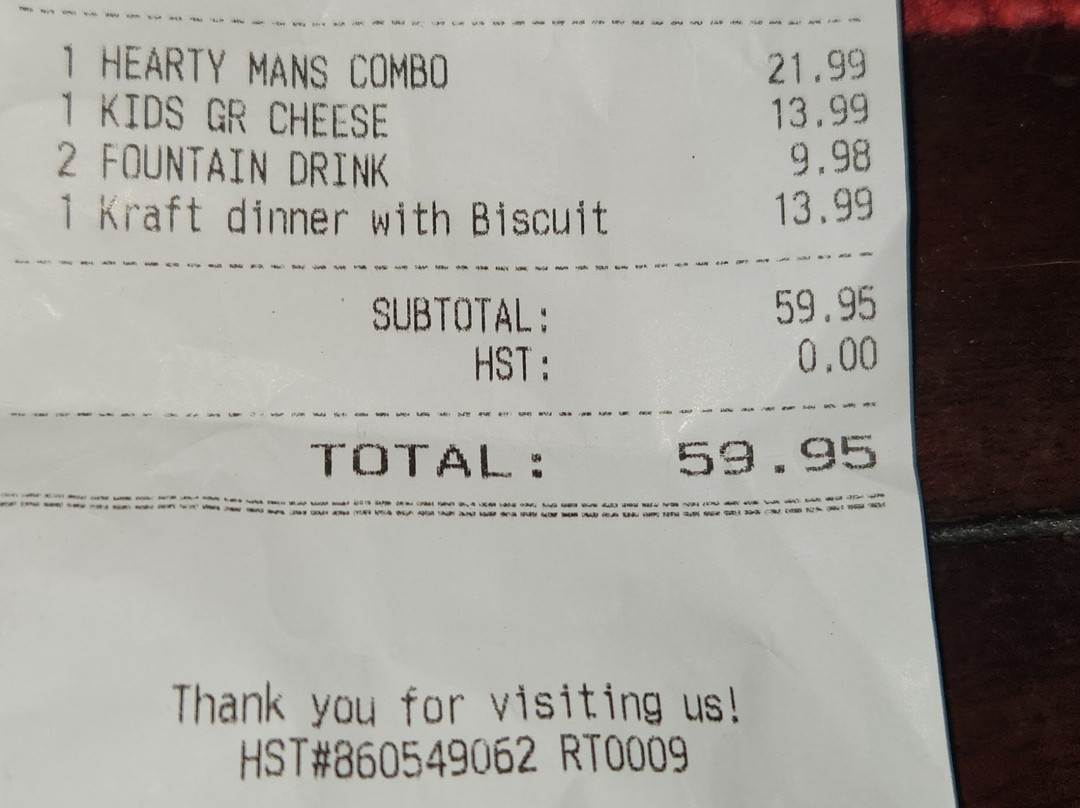 1 HEARTY MANS COMBO 21.99
1 KIDS GR CHEESE 13.99
2 FOUNTAIN DRINK 9.98
1 Kraft dinner with Biscuit 13.99
SUBTOTAL: 59.95
HST: 0.00
TOTAL: 59.95
Thank you for visiting us!
HST#860549062 RT0009